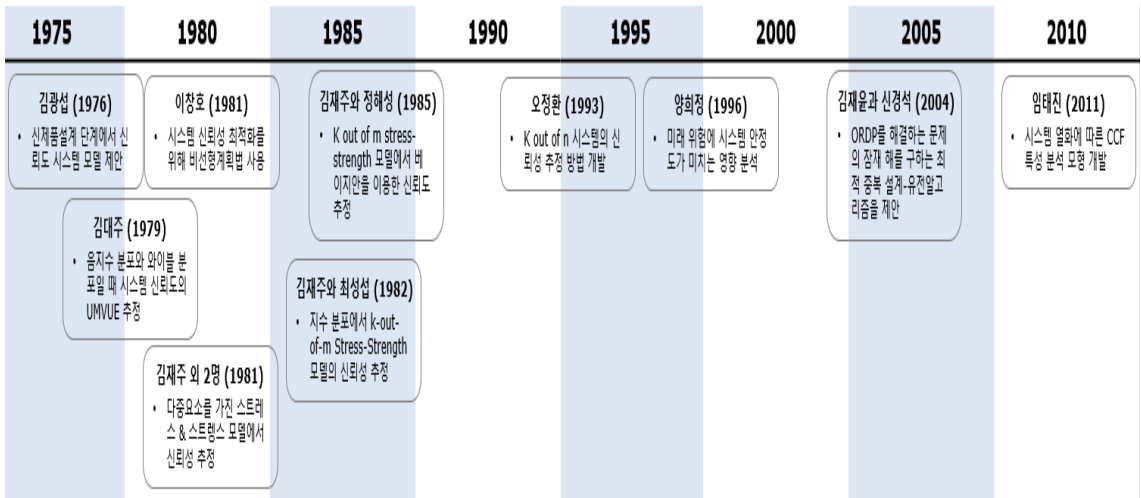 1975 1980 1985 1990 1995 2000 2005 2010
김광섭 (1976)
• 신제품설계 단계에서 신
뢰도 시스템 모델 제안
이창호 (1981)
• 시스템 신뢰성 최적화를
위해 비선형계획법 사용
김재주와 정해성 (1985)
• K out of m stress-
strength 모델에서 베
이지안을 이용한 신뢰도
추정
오정환 (1993)
• K out of n 시스템의 신
뢰성 추정 방법 개발
양희정 (1996)
• 미래 위험에 시스템 안정
도가 미치는 영향 분석
김재윤과 신경석 (2004)
• ORDP를 해결하는 문제
의 잠재 해를 구하는 최
적 중복 설계-유전알고
리즘을 제안
임태진 (2011)
• 시스템 열화에 따른 CCF
특성 분석 모형 개발
김대주 (1979)
• 음지수 분포와 와이블 분
포일 때 시스템 신뢰도의
UMVUE 추정
김재주와 최성섭 (1982)
• 지수 분포에서 k-out-
of-m Stress-Strength
모델의 신뢰성 추정
김재주 외 2명 (1981)
• 다중요소를 가진 스트레
스 & 스트렝스 모델에서
신뢰성 추정